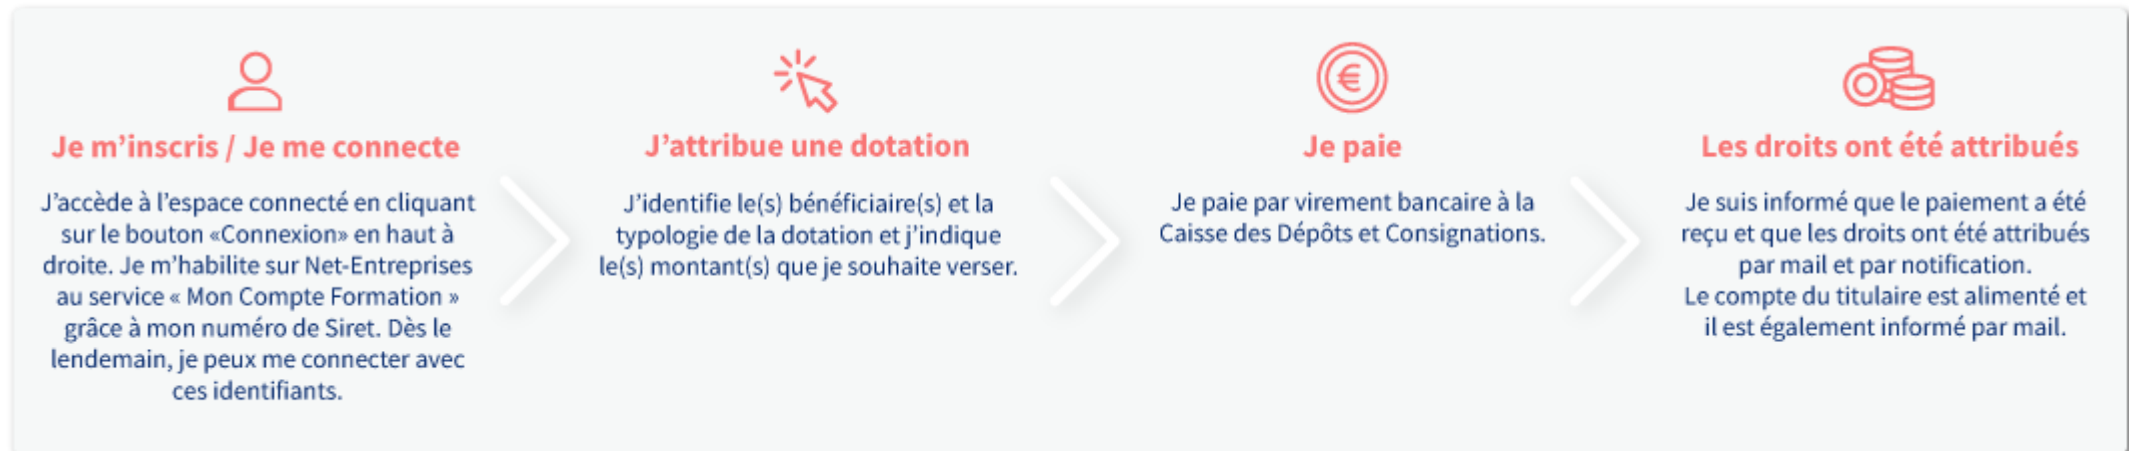 Je m'inscris / Je me connecte
J'accède à l'espace connecté en cliquant
sur le bouton «Connexion» en haut à
droite. Je m'habilite sur Net-Entreprises
au service « Mon Compte Formation »
grâce à mon numéro de Siret. Dès le
lendemain, je peux me connecter avec
ces identifiants.
J'attribue une dotation
J'identifie le(s) bénéficiaire(s) et la
typologie de la dotation et j'indique
le(s) montant(s) que je souhaite verser.
€
Je paie
Je paie par virement bancaire à la
Caisse des Dépôts et Consignations.
Les droits ont été attribués
Je suis informé que le paiement a été
reçu et que les droits ont été attribués
par mail et par notification.
Le compte du titulaire est alimenté et
il est également informé par mail.